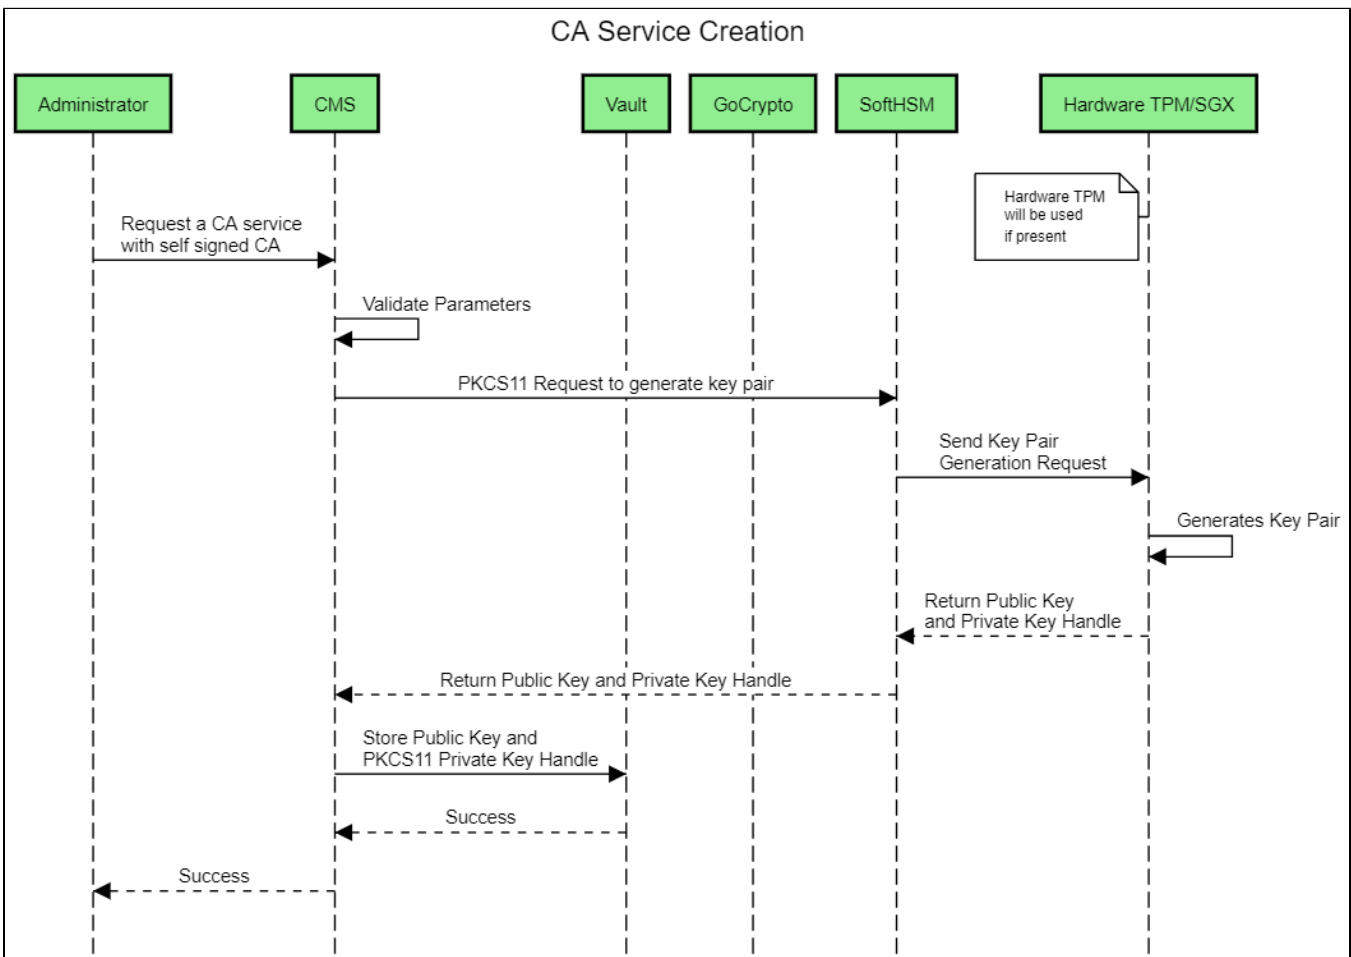 CA Service Creation
Administrator
CMS
Vault
GoCrypto
SoftHSM
Hardware TPM/SGX
Hardware TPM
will be used
if present
Request a CA service
with self signed CA
Validate Parameters
PKCS11 Request to generate key pair
Send Key Pair
Generation Request
Generates Key Pair
Return Public Key
and Private Key Handle
Return Public Key and Private Key Handle
Store Public Key and
PKCS11 Private Key Handle
Success
Success